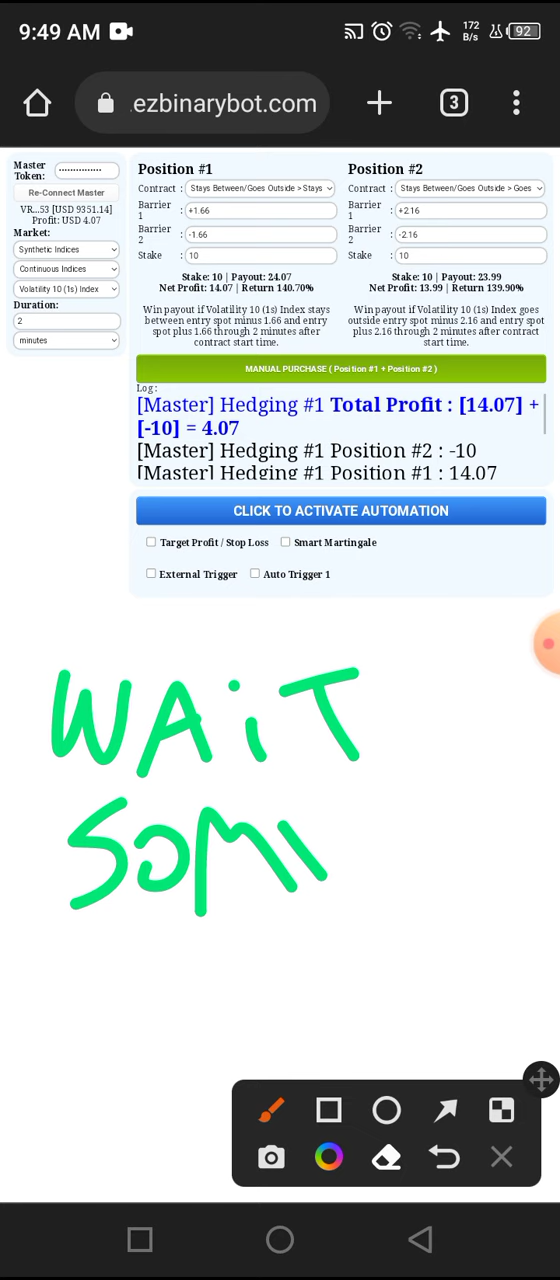 9:49 AM 172 B/s 92
.ezbinarybot.com 3
Master Token: ••••••••••••••
Re-Connect Master
VR...53 [USD 9351.14]
Profit: USD 4.07
Market:
Synthetic Indices
Continuous Indices
Volatility 10 (1s) Index
Duration:
2
minutes
Position #1
Contract : Stays Between/Goes Outside > Stays
Barrier 1 : +1.66
Barrier 2 : -1.66
Stake : 10
Stake: 10 | Payout: 24.07
Net Profit: 14.07 | Return 140.70%
Win payout if Volatility 10 (1s) Index stays
between entry spot minus 1.66 and entry
spot plus 1.66 through 2 minutes after
contract start time.
Position #2
Contract : Stays Between/Goes Outside > Goes
Barrier 1 : +2.16
Barrier 2 : -2.16
Stake : 10
Stake: 10 | Payout: 23.99
Net Profit: 13.99 | Return 139.90%
Win payout if Volatility 10 (1s) Index goes
outside entry spot minus 2.16 and entry
spot plus 2.16 through 2 minutes after
contract start time.
MANUAL PURCHASE ( Position #1 + Position #2 )
Log :
[Master] Hedging #1 Total Profit : [14.07] +
[-10] = 4.07
[Master] Hedging #1 Position #2 : -10
[Master] Hedging #1 Position #1 : 14.07
CLICK TO ACTIVATE AUTOMATION
Target Profit / Stop Loss Smart Martingale
External Trigger Auto Trigger 1
WAiT
SOM